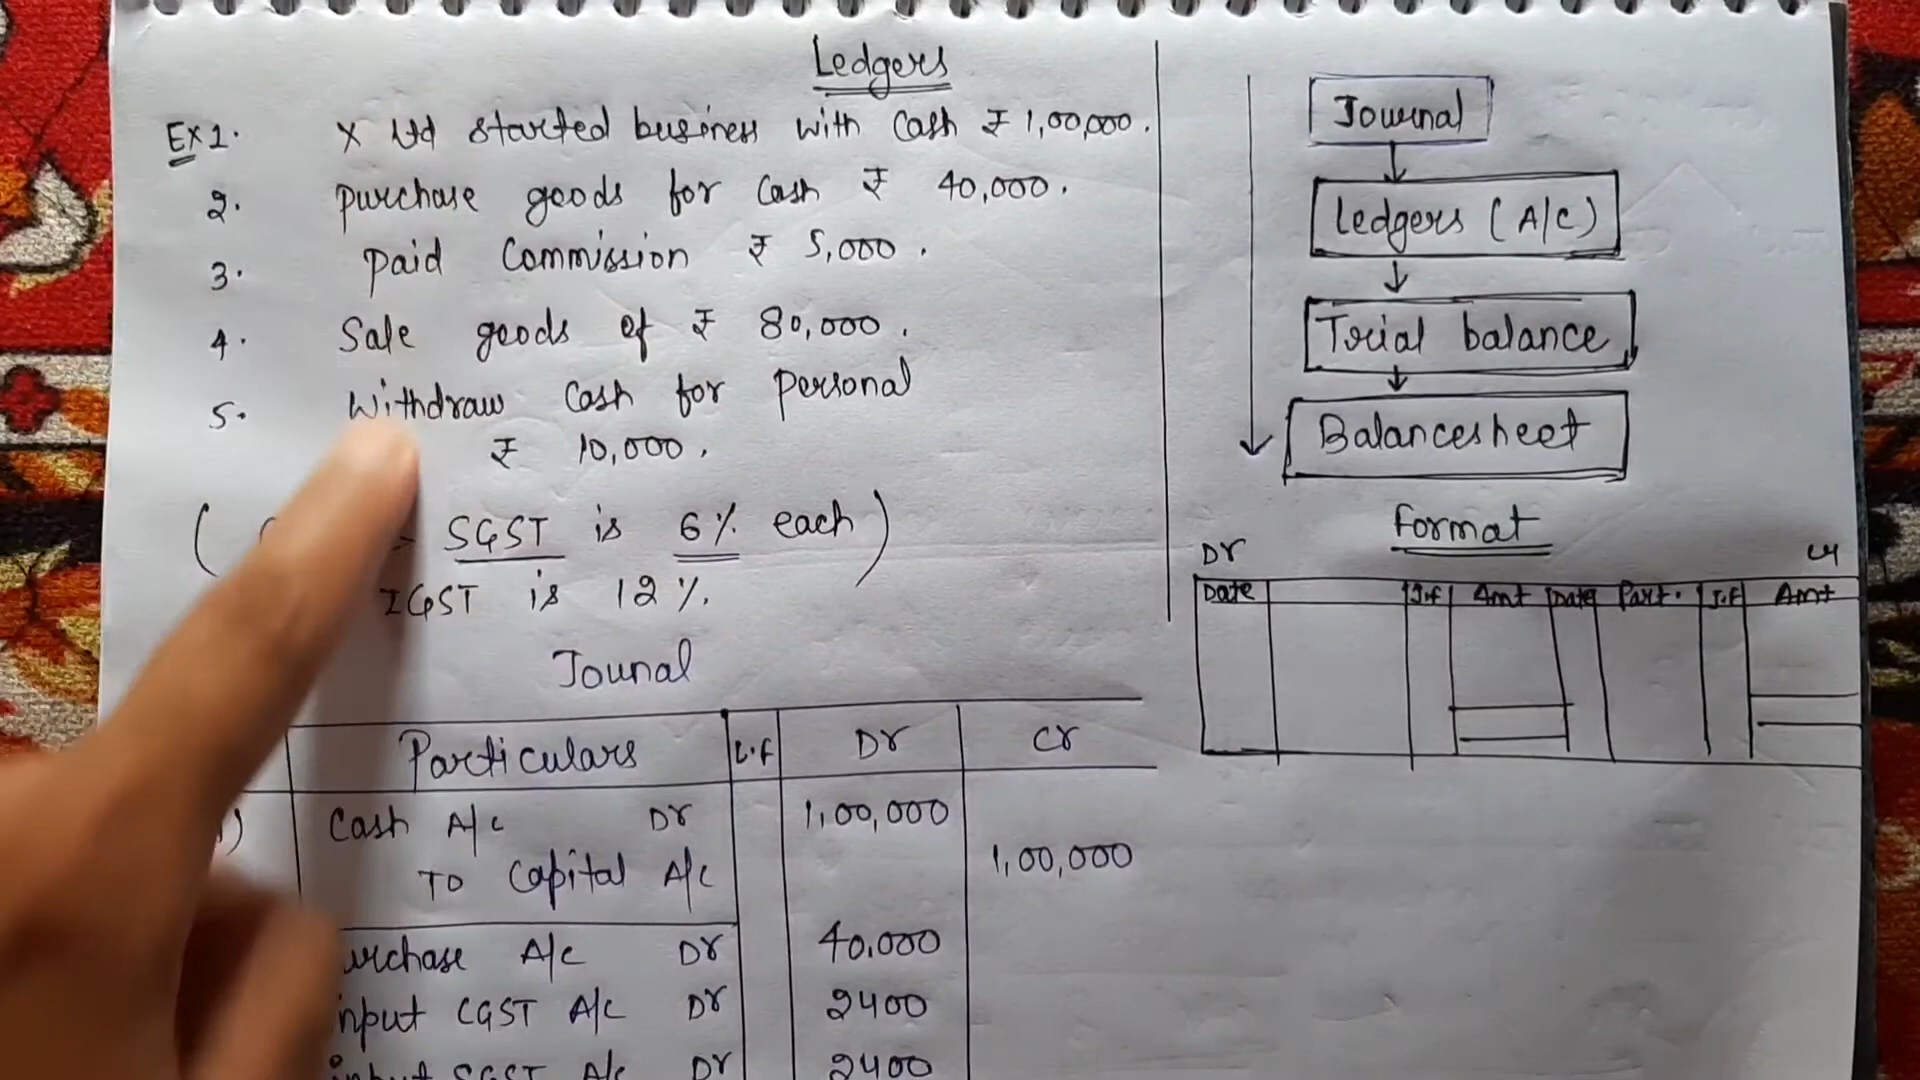 Ledgers
Ex 1. X Ltd started business with Cash ₹ 1,00,000.
2. Purchase goods for Cash ₹ 40,000.
3. Paid Commission ₹ 5,000.
4. Sale goods of ₹ 80,000.
5. Withdraw Cash for Personal
₹ 10,000.
SGST is 6% each)
IGST is 12%.
Jounal
Particulars L.F Dr Cr
Cash A/c Dr 1,00,000
To Capital A/c 1,00,000
urchase A/c Dr 40,000
nput CGST A/c Dr 2400
input SGST A/c Dr 2400
Journal
Ledgers (A/C)
Trial balance
Balancesheet
Format
Dr Cr
Date J.f Amt Date Part. J.f Amt